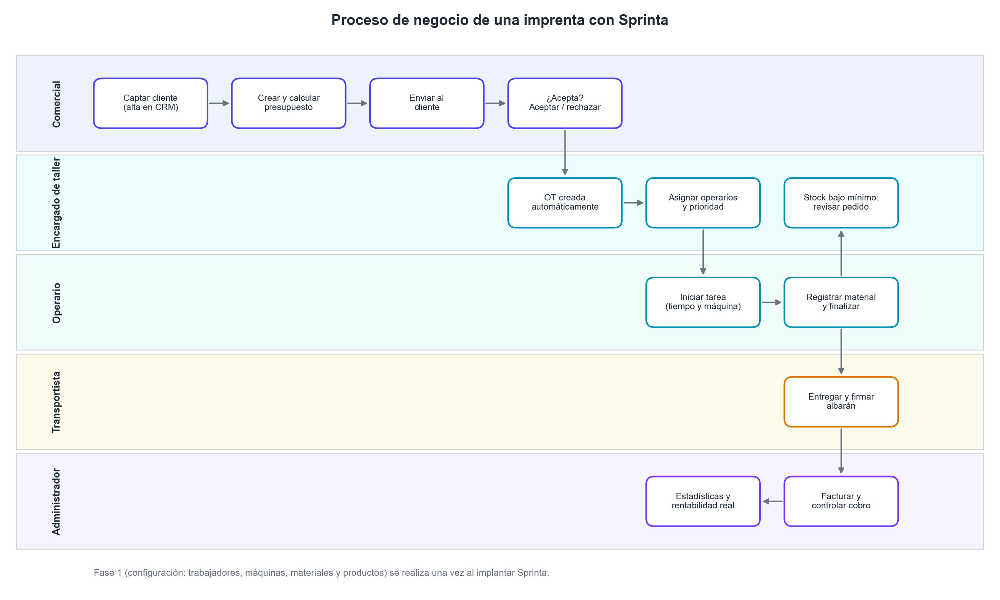 Proceso de negocio de una imprenta con Sprinta
Comercial
Captar cliente
(alta en CRM)
Crear y calcular
presupuesto
Enviar al
cliente
¿Acepta?
Aceptar / rechazar
Encargado de taller
OT creada
automáticamente
Asignar operarios
y prioridad
Stock bajo mínimo:
revisar pedido
Operario
Iniciar tarea
(tiempo y máquina)
Registrar material
y finalizar
Transportista
Entregar y firmar
albarán
Administrador
Estadísticas y
rentabilidad real
Facturar y
controlar cobro
Fase 1 (configuración: trabajadores, máquinas, materiales y productos) se realiza una vez al implantar Sprinta.